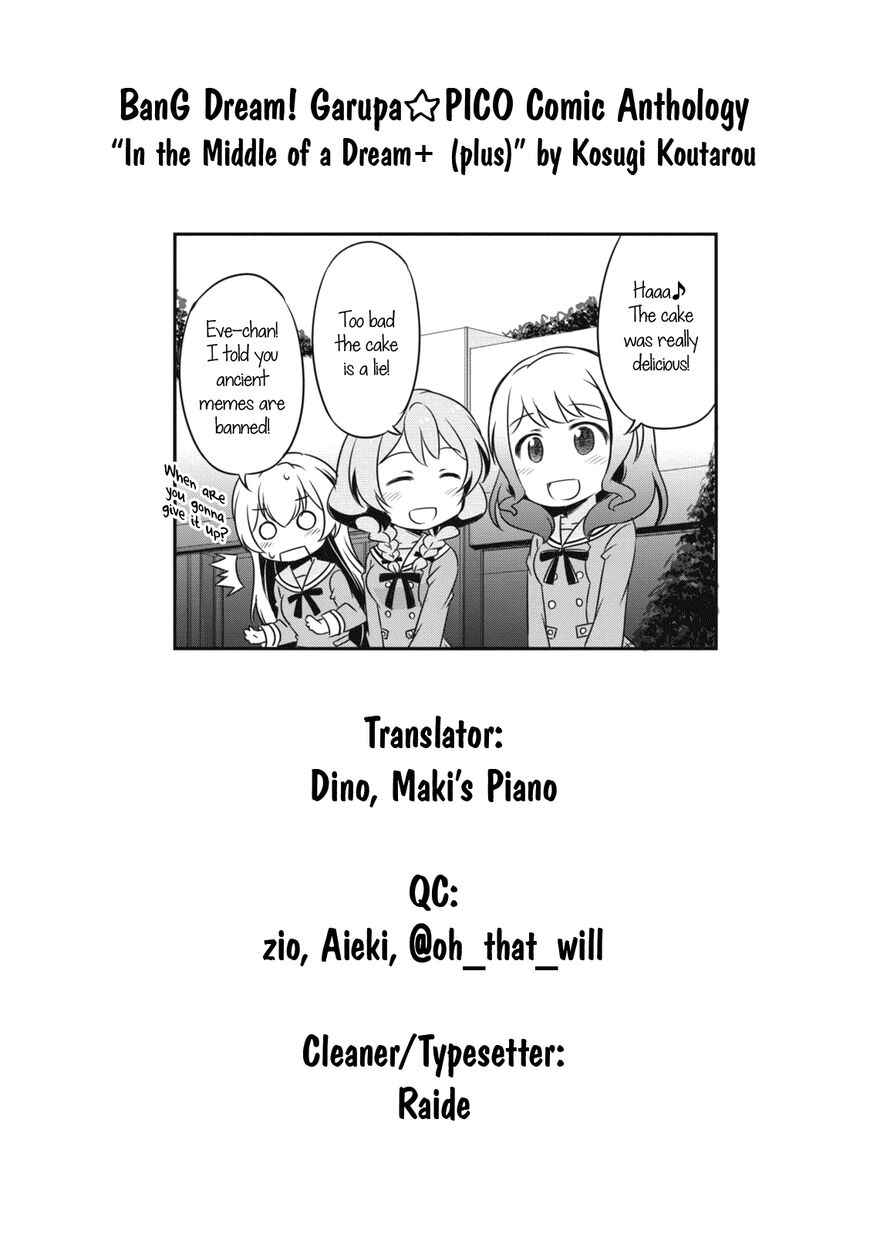 BanG Dream! Garupa☆PICO Comic Anthology
“In the Middle of a Dream+ (plus)” by Kosugi Koutarou
Haaa♪
The cake
was really
delicious!
Too bad
the cake
is a lie!
Eve-chan!
I told you
ancient
memes are
banned!
When are
you gonna
give it up?
Translator:
Dino, Maki's Piano
QC:
zio, Aieki, @oh_that_will
Cleaner/Typesetter:
Raide